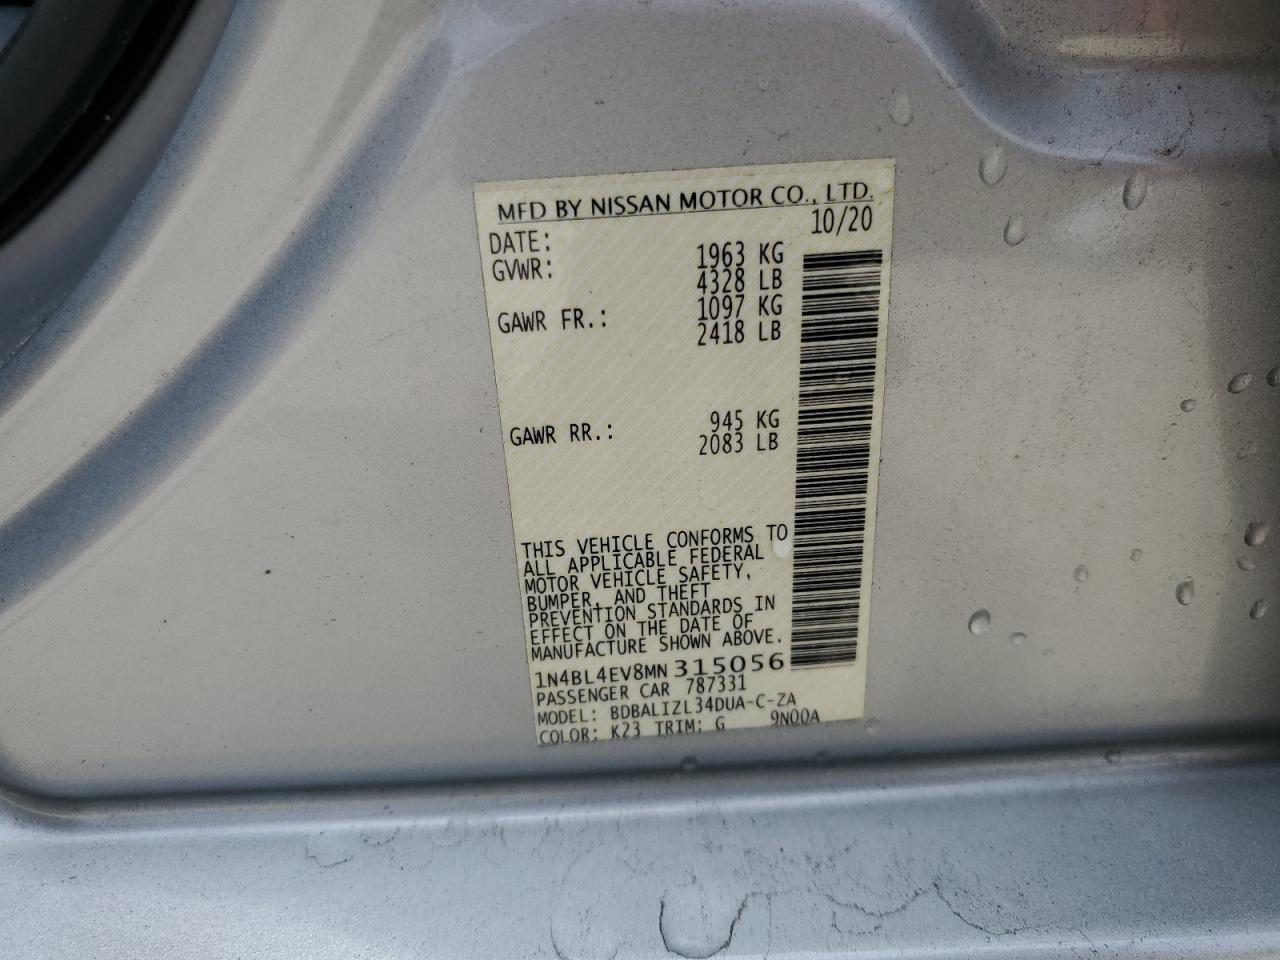 MFD BY NISSAN MOTOR CO., LTD.
DATE: 10/20
GVWR: 1963 KG
4328 LB
GAWR FR.: 1097 KG
2418 LB
GAWR RR.: 945 KG
2083 LB
THIS VEHICLE CONFORMS TO
ALL APPLICABLE FEDERAL
MOTOR VEHICLE SAFETY,
BUMPER, AND THEFT
PREVENTION STANDARDS IN
EFFECT ON THE DATE OF
MANUFACTURE SHOWN ABOVE.
1N4BL4EV8MN315056
PASSENGER CAR 787331
MODEL: BDBALIZL34DUA-C-ZA
COLOR: K23 TRIM: G 9N00A